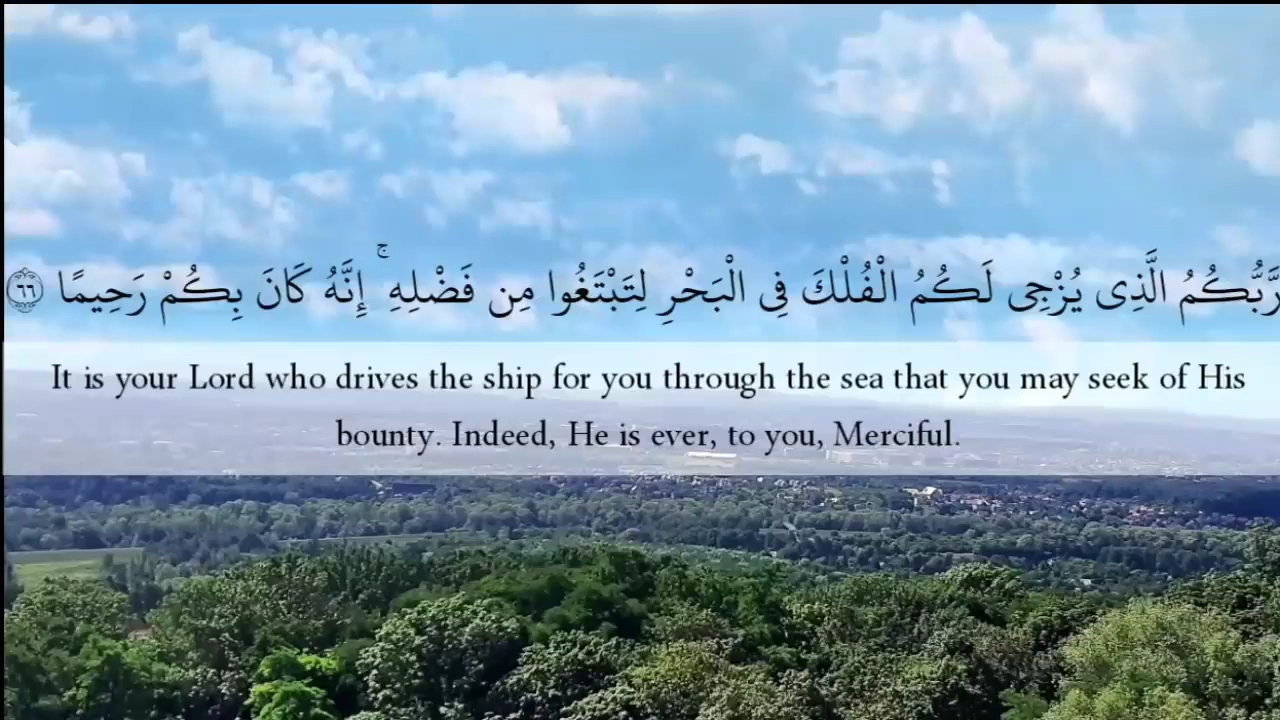 رَّبُّكُمُ الَّذِى يُزْجِى لَكُمُ الْفُلْكَ فِى الْبَحْرِ لِتَبْتَغُوا مِن فَضْلِهِ ۚ إِنَّهُ كَانَ بِكُمْ رَحِيمًا ٦٦
It is your Lord who drives the ship for you through the sea that you may seek of His
bounty. Indeed, He is ever, to you, Merciful.